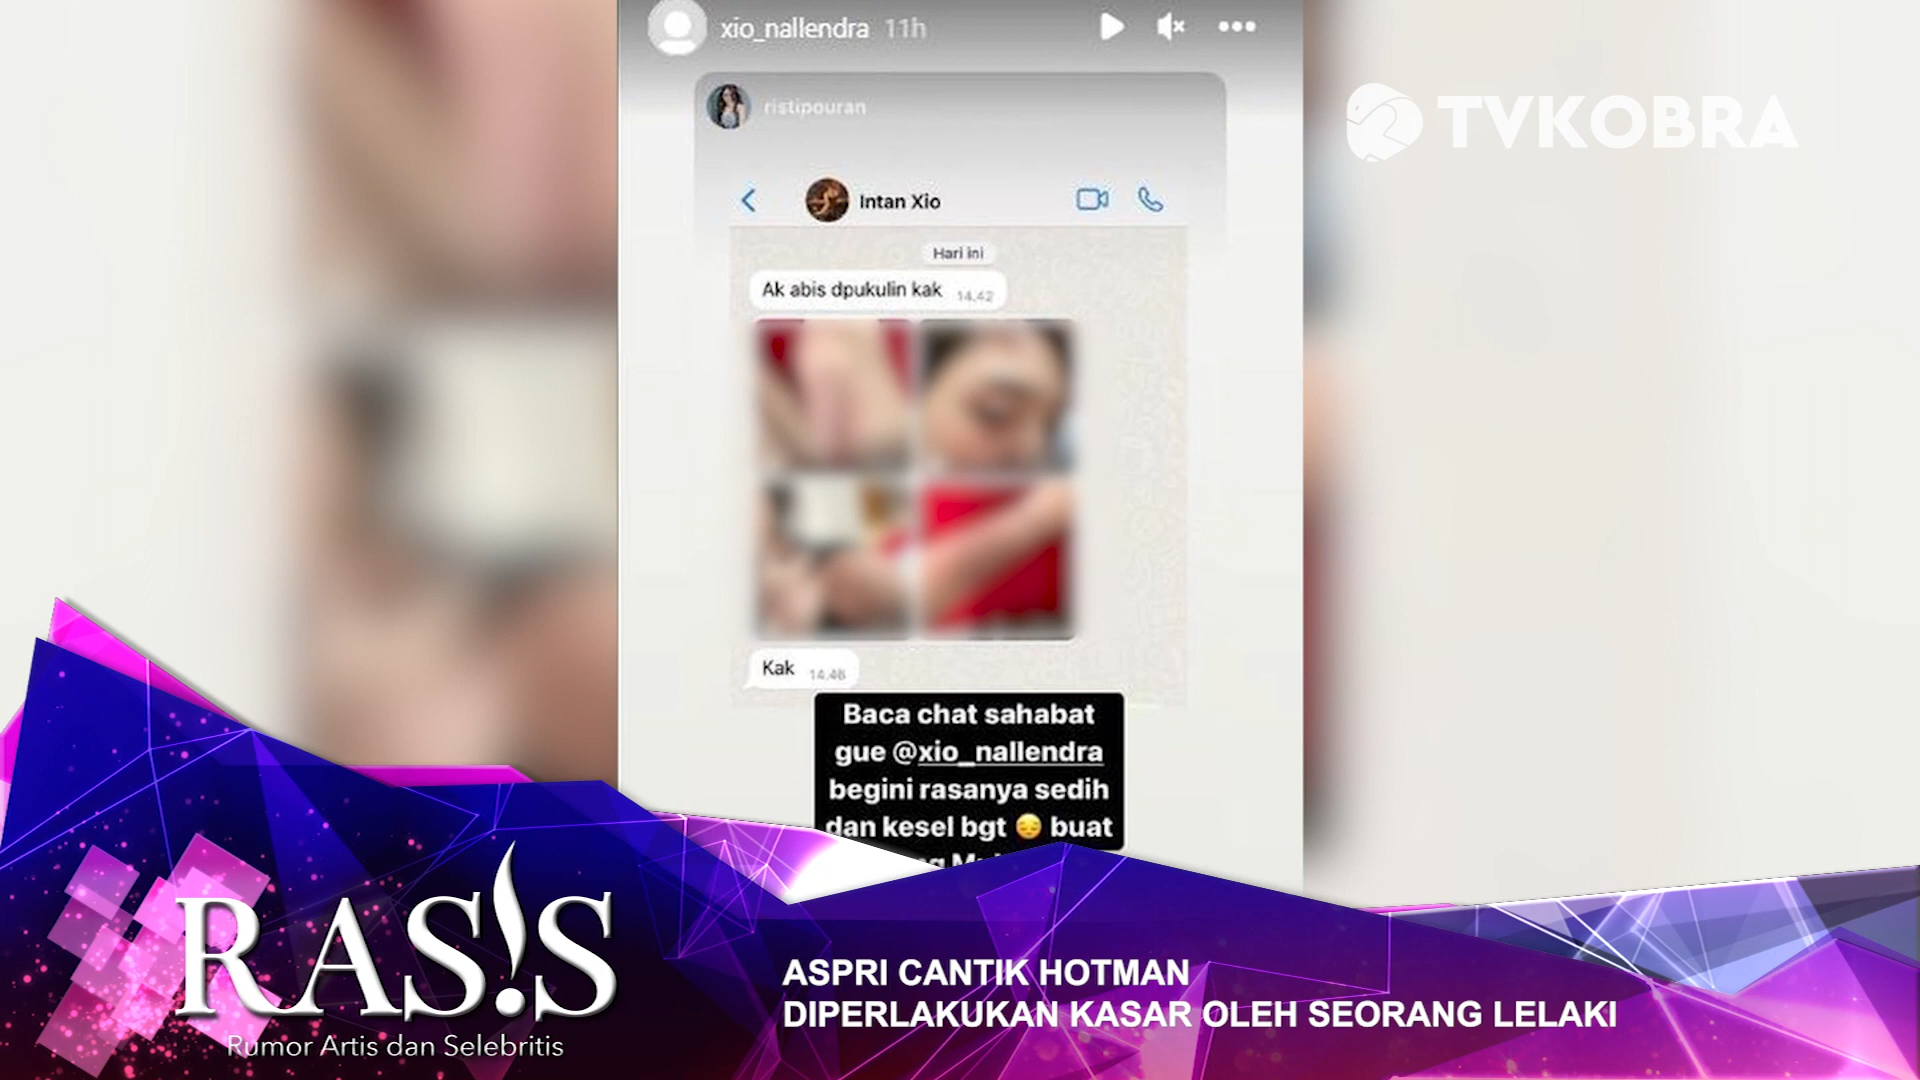 xio_nallendra 11h
TVKOBRA
ristipouran
Intan Xio
Hari ini
Ak abis dpukulin kak 14.42
Kak 14.48
Baca chat sahabat
gue @xio_nallendra
begini rasanya sedih
dan kesel bgt 😔 buat
RASIS
Rumor Artis dan Selebritis
ASPRI CANTIK HOTMAN
DIPERLAKUKAN KASAR OLEH SEORANG LELAKI